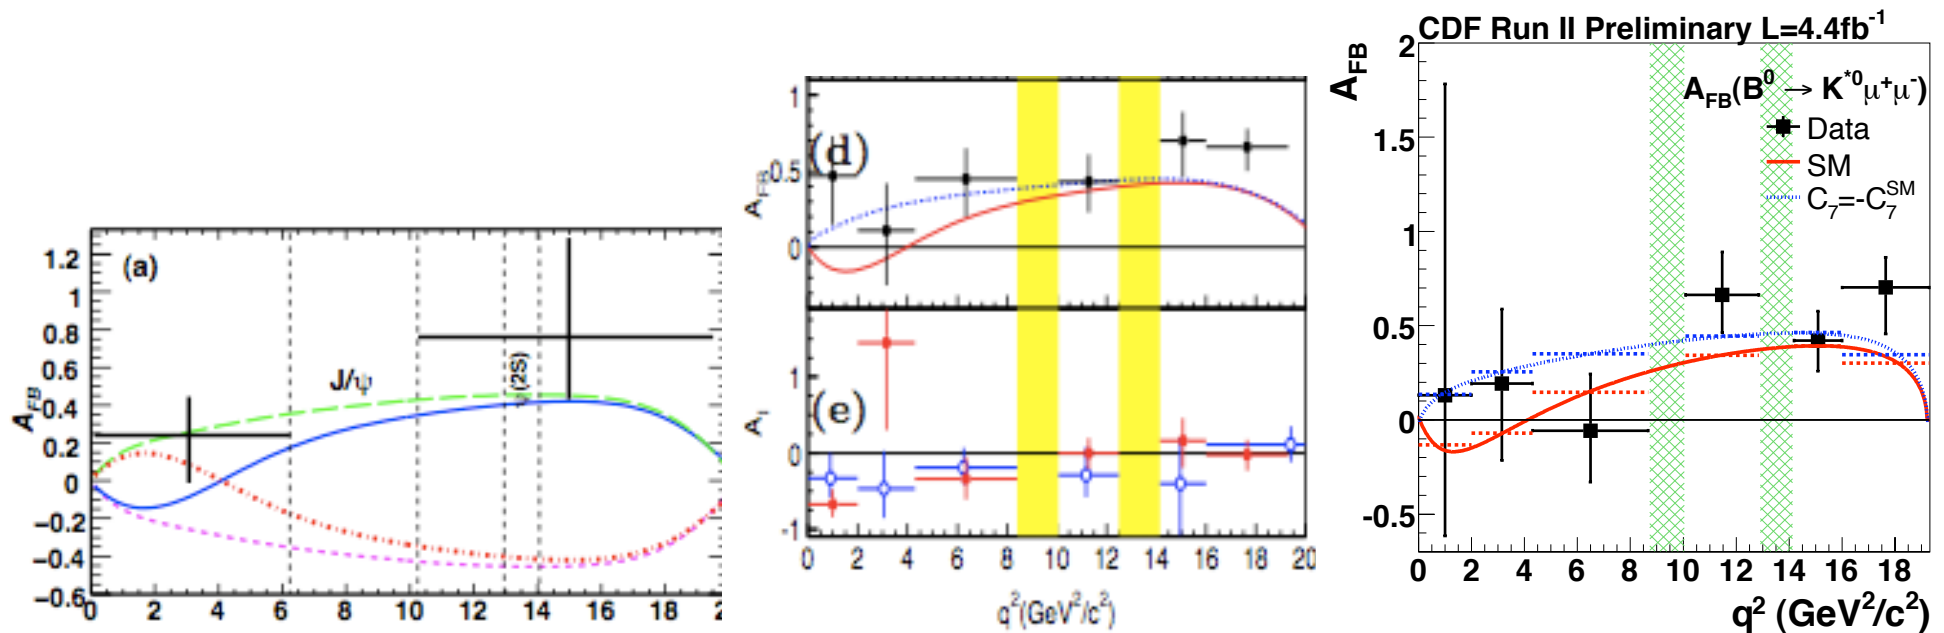 1.2
1
0.8
0.6
0.4
0.2
0
−0.2
−0.4
−0.6
A_FB
(a)
J/ψ
(2S)
0 2 4 6 8 10 12 14 16 18
1
0.5
0
A_FB
(d)
1
0
-1
A_I
(e)
0 2 4 6 8 10 12 14 16 18 20
q²(GeV²/c²)
CDF Run II Preliminary L=4.4fb⁻¹
A_FB
2
1.5
1
0.5
0
-0.5
A_FB(B⁰ → K*⁰μ⁺μ⁻)
Data
SM
C₇=-C₇^SM
0 2 4 6 8 10 12 14 16 18
q² (GeV²/c²)